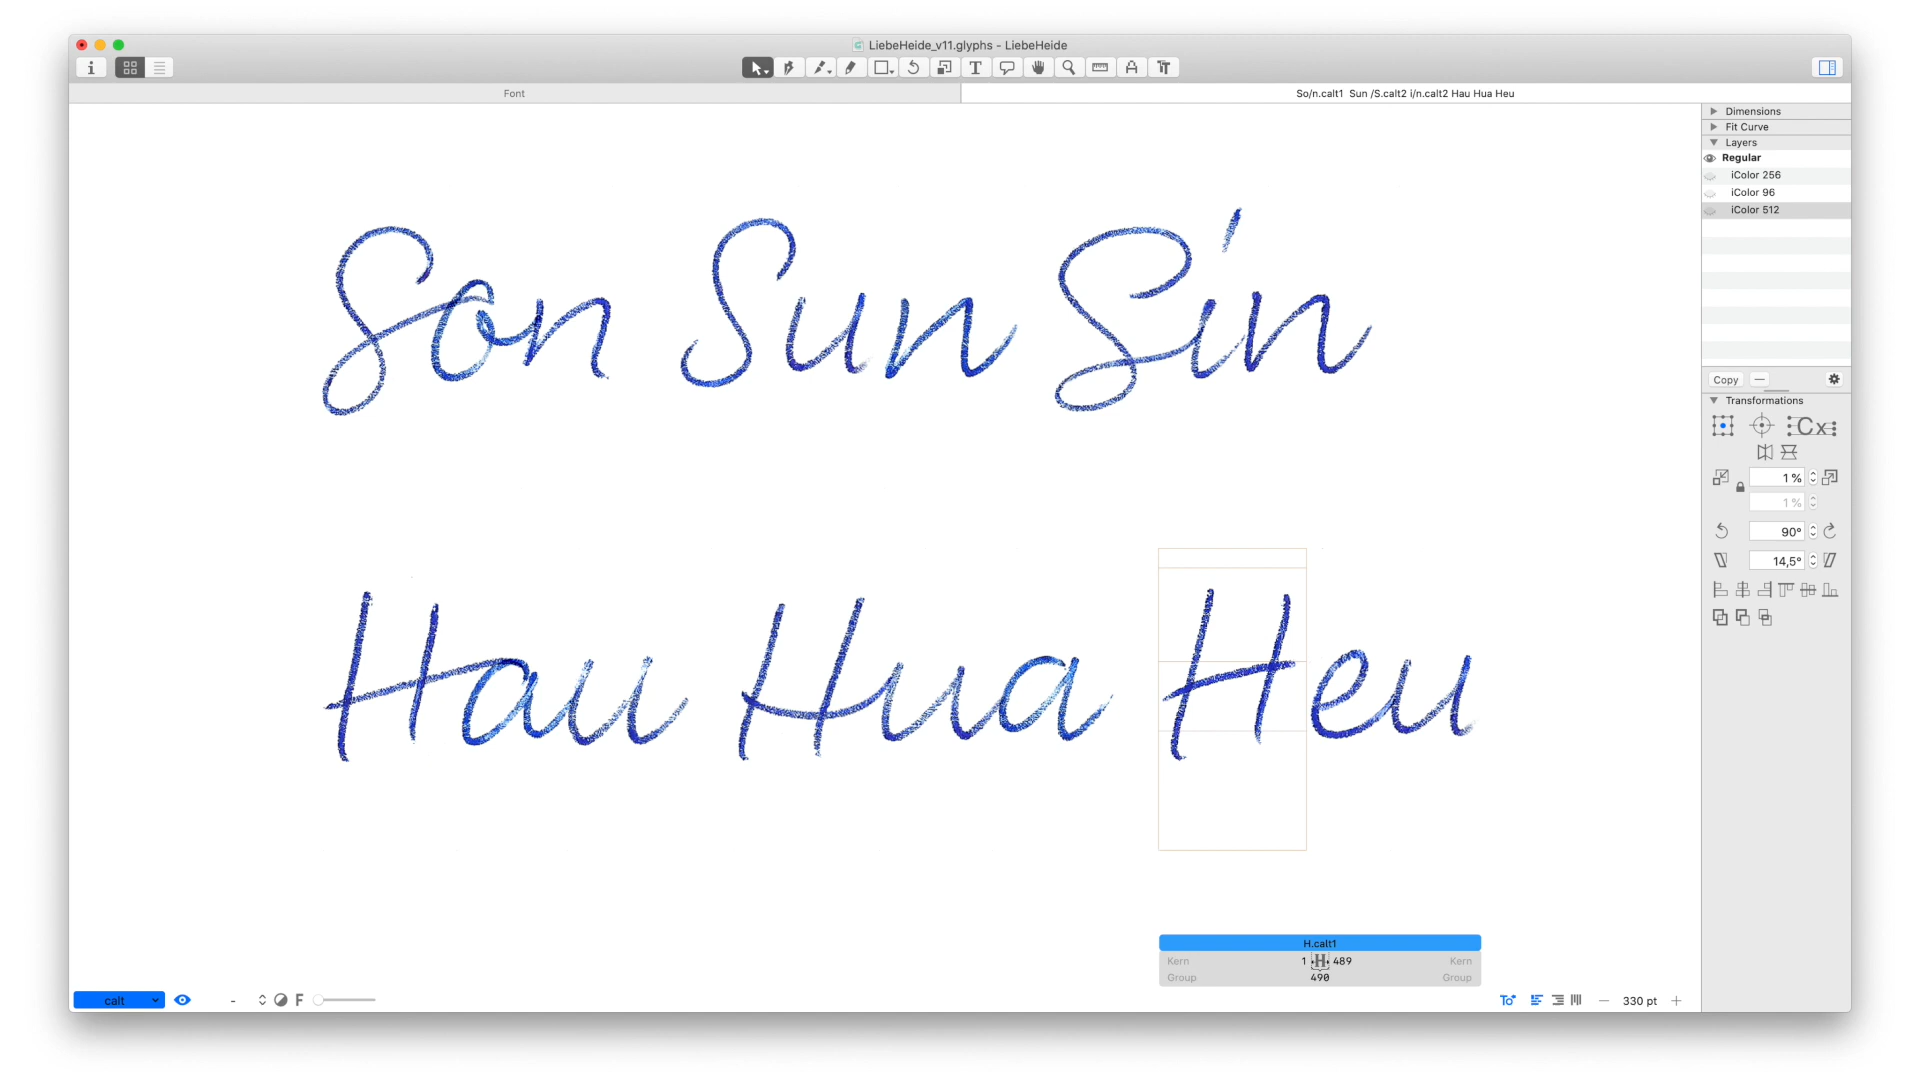 LiebeHeide_v11.glyphs - LiebeHeide
Font
So/n.calt1 Sun /S.calt2 i/n.calt2 Hau Hua Heu
Dimensions
Fit Curve
Layers
Regular
iColor 256
iColor 96
iColor 512
Copy
Transformations
1 %
1 %
90°
14,5°
Son Sun Sin
Hau Hua Heu
H.calt1
Kern 1 H 489 Kern
Group 490 Group
calt - F
330 pt